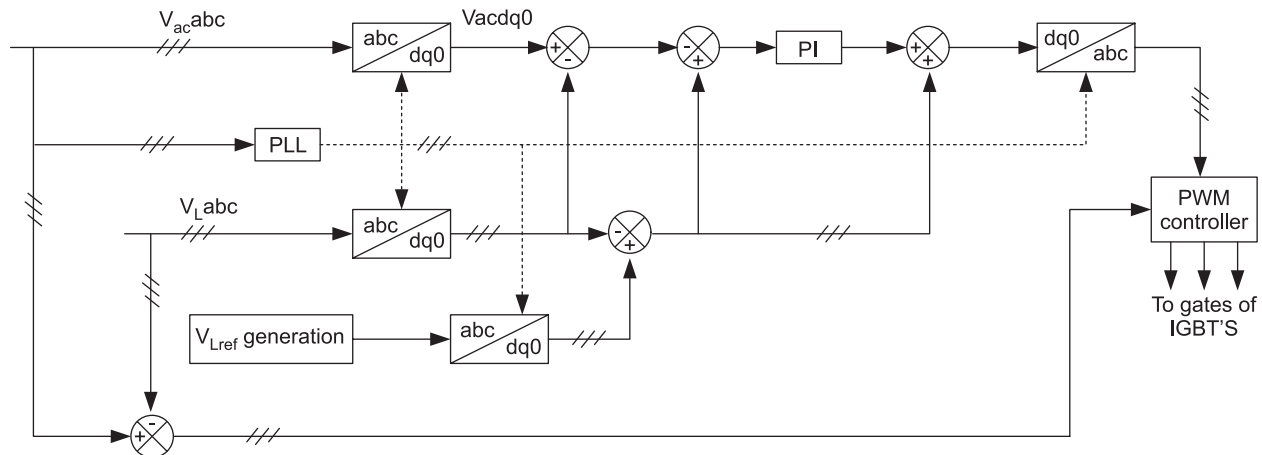 V_ac abc
abc
dq0
Vacdq0
+
-
-
+
PI
+
+
dq0
abc
PLL
V_L abc
abc
dq0
-
+
PWM
controller
To gates of
IGBT'S
V_Lref generation
abc
dq0
-
+